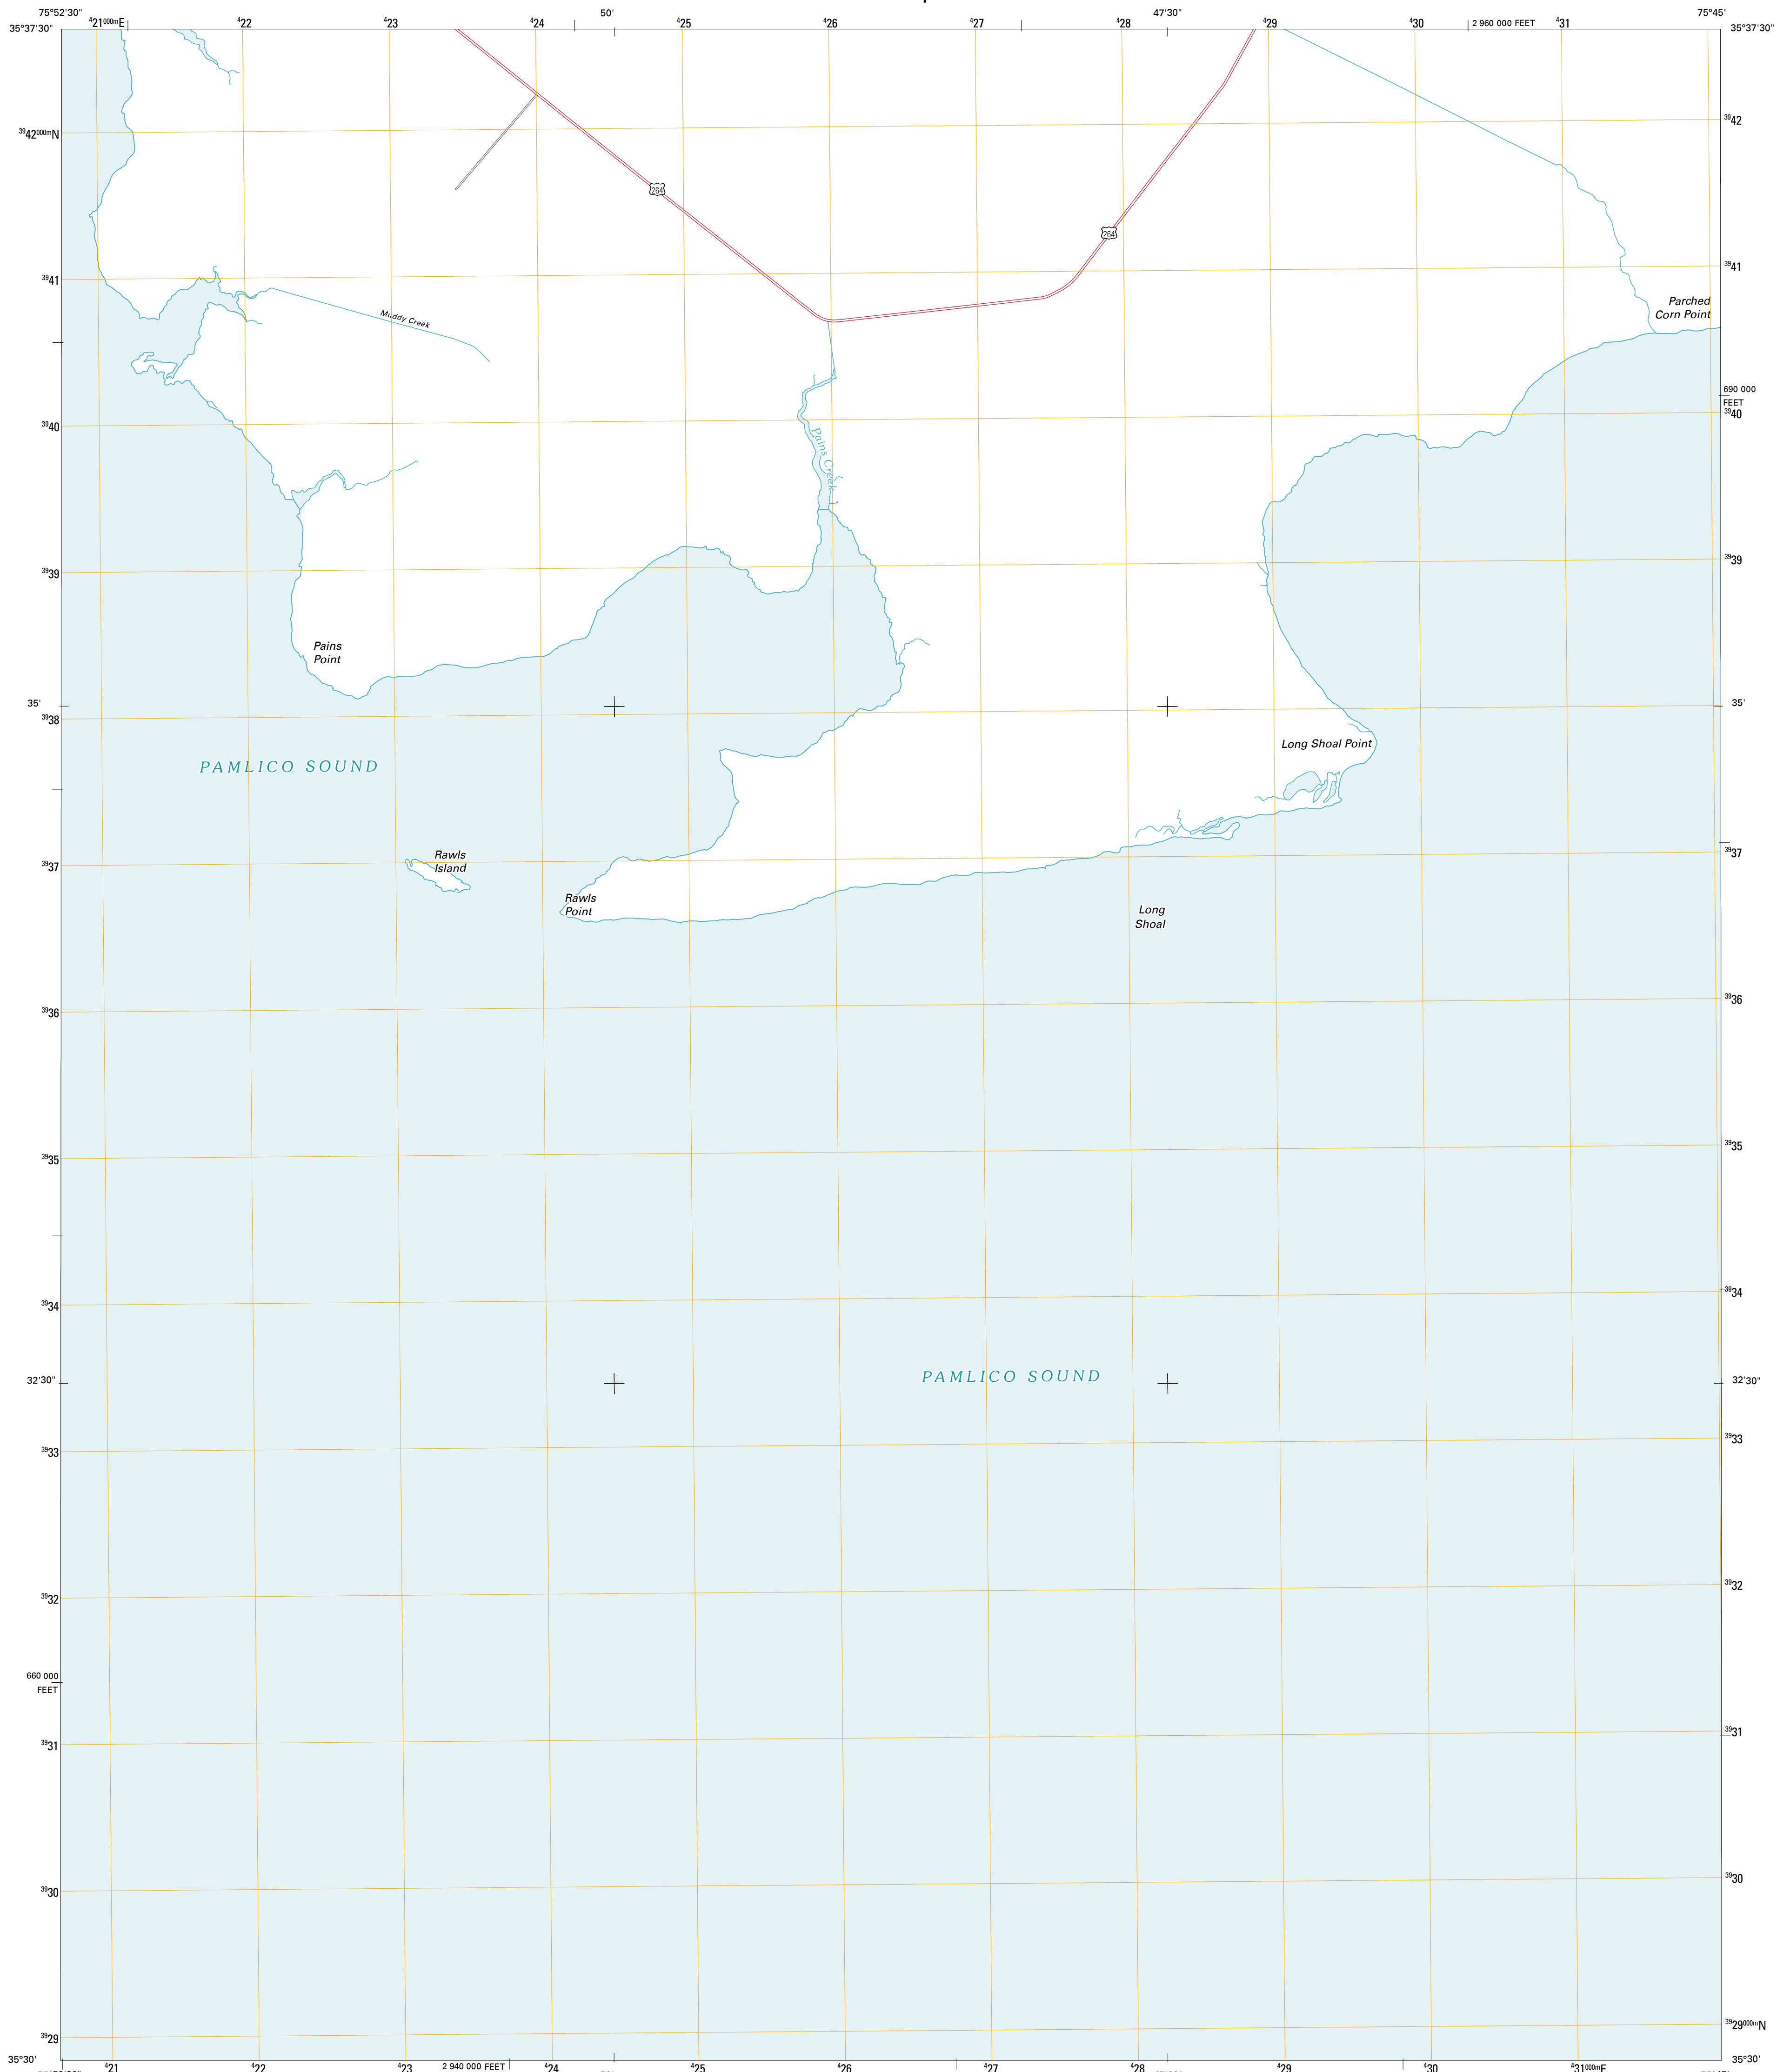 75°52'30" ⁴21⁰⁰⁰ᵐE ⁴22 ⁴23 ⁴24 50' ⁴25 ⁴26 ⁴27 ⁴28 47'30" ⁴29 ⁴30 2 960 000 FEET ⁴31 75°45'
35°37'30" 35°37'30"
³⁹42⁰⁰⁰ᵐN ³⁹42
264
264
³⁹41 ³⁹41
Parched
Corn Point
Muddy Creek
690 000
FEET
³⁹40 ³⁹40
Pains Creek
³⁹39 ³⁹39
Pains
Point
35' 35'
³⁹38 ³⁹38
Long Shoal Point
PAMLICO SOUND
³⁹37 ³⁹37
Rawls
Island
Rawls
Point
Long
Shoal
³⁹36 ³⁹36
³⁹35 ³⁹35
³⁹34 ³⁹34
PAMLICO SOUND
32'30" 32'30"
³⁹33 ³⁹33
³⁹32 ³⁹32
660 000
FEET
³⁹31 ³⁹31
³⁹30 ³⁹30
³⁹29 ³⁹29⁰⁰⁰ᵐN
35°30' 35°30'
⁴21 ⁴22 ⁴23 2 940 000 FEET ⁴24 ⁴25 ⁴26 ⁴27 ⁴28 ⁴29 ⁴30 ⁴31⁰⁰⁰ᵐE